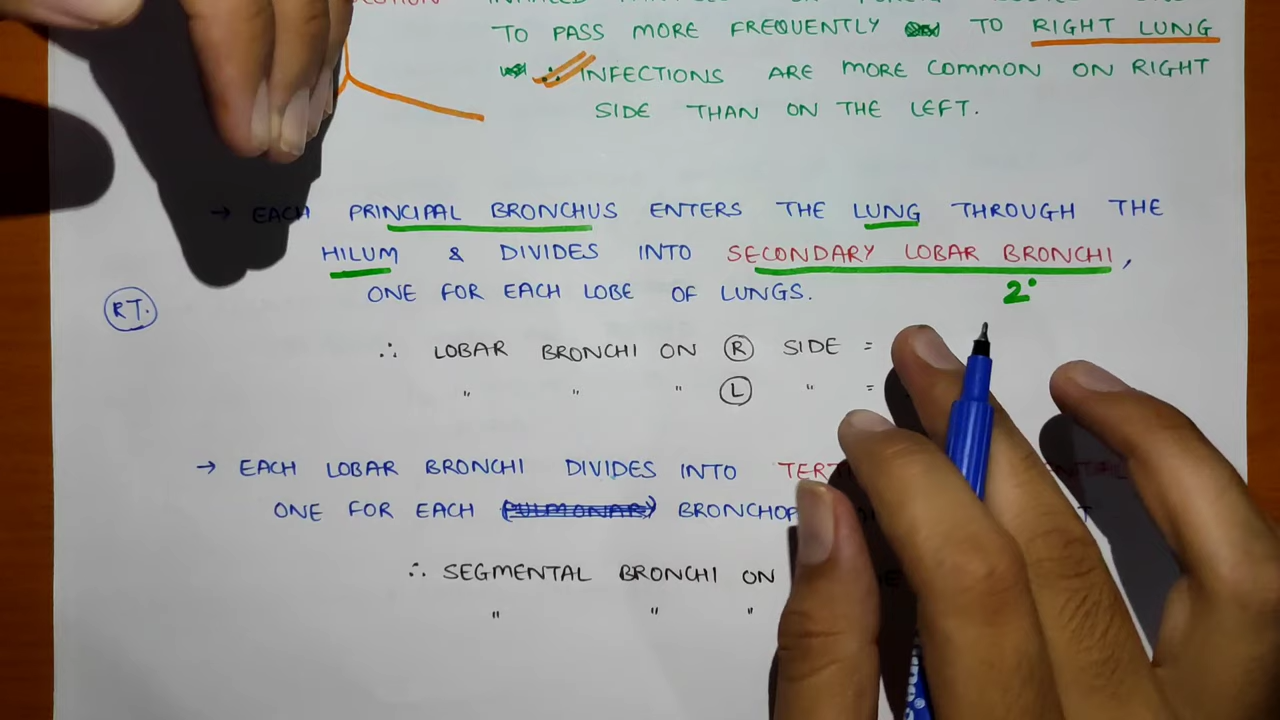 TO PASS MORE FREQUENTLY TO RIGHT LUNG
∴ INFECTIONS ARE MORE COMMON ON RIGHT
SIDE THAN ON THE LEFT.
→ EACH PRINCIPAL BRONCHUS ENTERS THE LUNG THROUGH THE
HILUM & DIVIDES INTO SECONDARY LOBAR BRONCHI,
2°
ONE FOR EACH LOBE OF LUNGS.
RT.
∴ LOBAR BRONCHI ON R SIDE =
" " " L " =
→ EACH LOBAR BRONCHI DIVIDES INTO
ONE FOR EACH
∴ SEGMENTAL BRONCHI ON
" " "